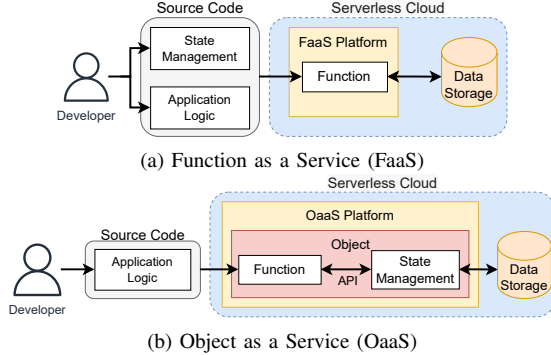 Source Code
Serverless Cloud
State
Management
FaaS Platform
Function
Application
Logic
Data
Storage
Developer
(a) Function as a Service (FaaS)
Serverless Cloud
OaaS Platform
Source Code
Object
Application
Logic
Function
API
State
Management
Data
Storage
Developer
(b) Object as a Service (OaaS)